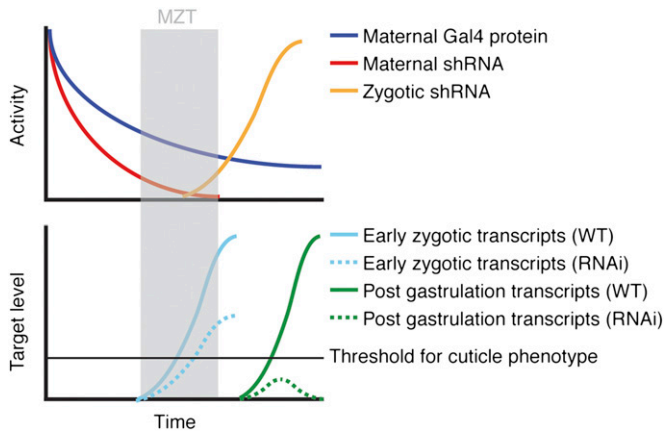 MZT
Activity
Maternal Gal4 protein
Maternal shRNA
Zygotic shRNA
Target level
Early zygotic transcripts (WT)
Early zygotic transcripts (RNAi)
Post gastrulation transcripts (WT)
Post gastrulation transcripts (RNAi)
Threshold for cuticle phenotype
Time